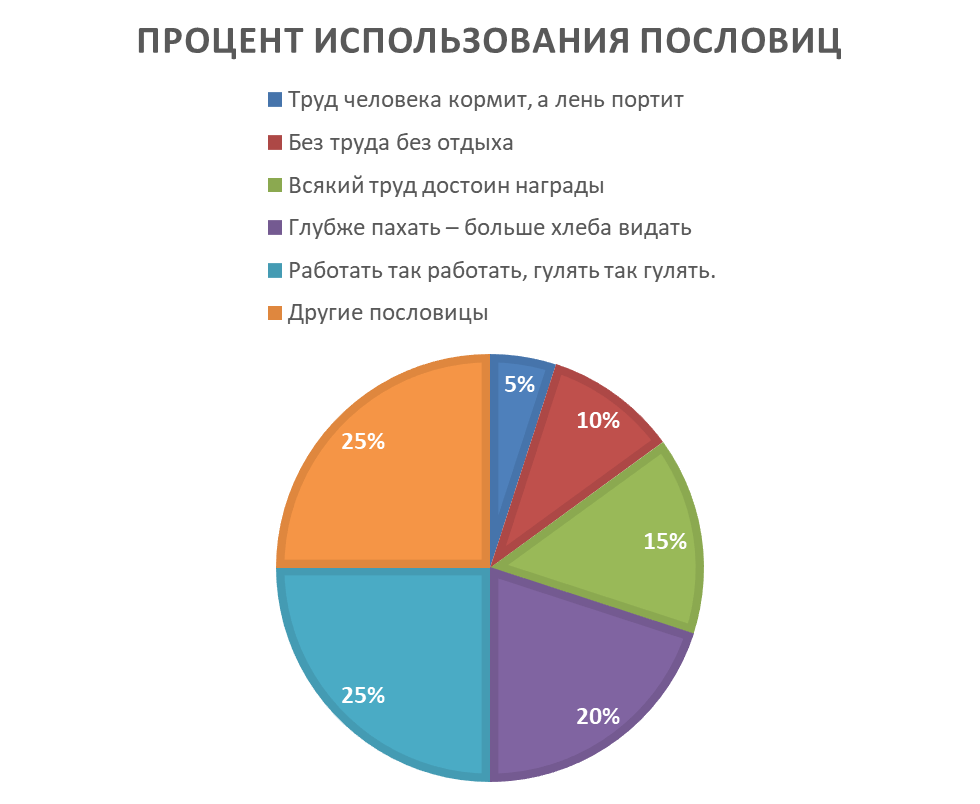 ПРОЦЕНТ ИСПОЛЬЗОВАНИЯ ПОСЛОВИЦ
Труд человека кормит, а лень портит
Без труда без отдыха
Всякий труд достоин награды
Глубже пахать – больше хлеба видать
Работать так работать, гулять так гулять.
Другие пословицы
5%
10%
25%
15%
25%
20%